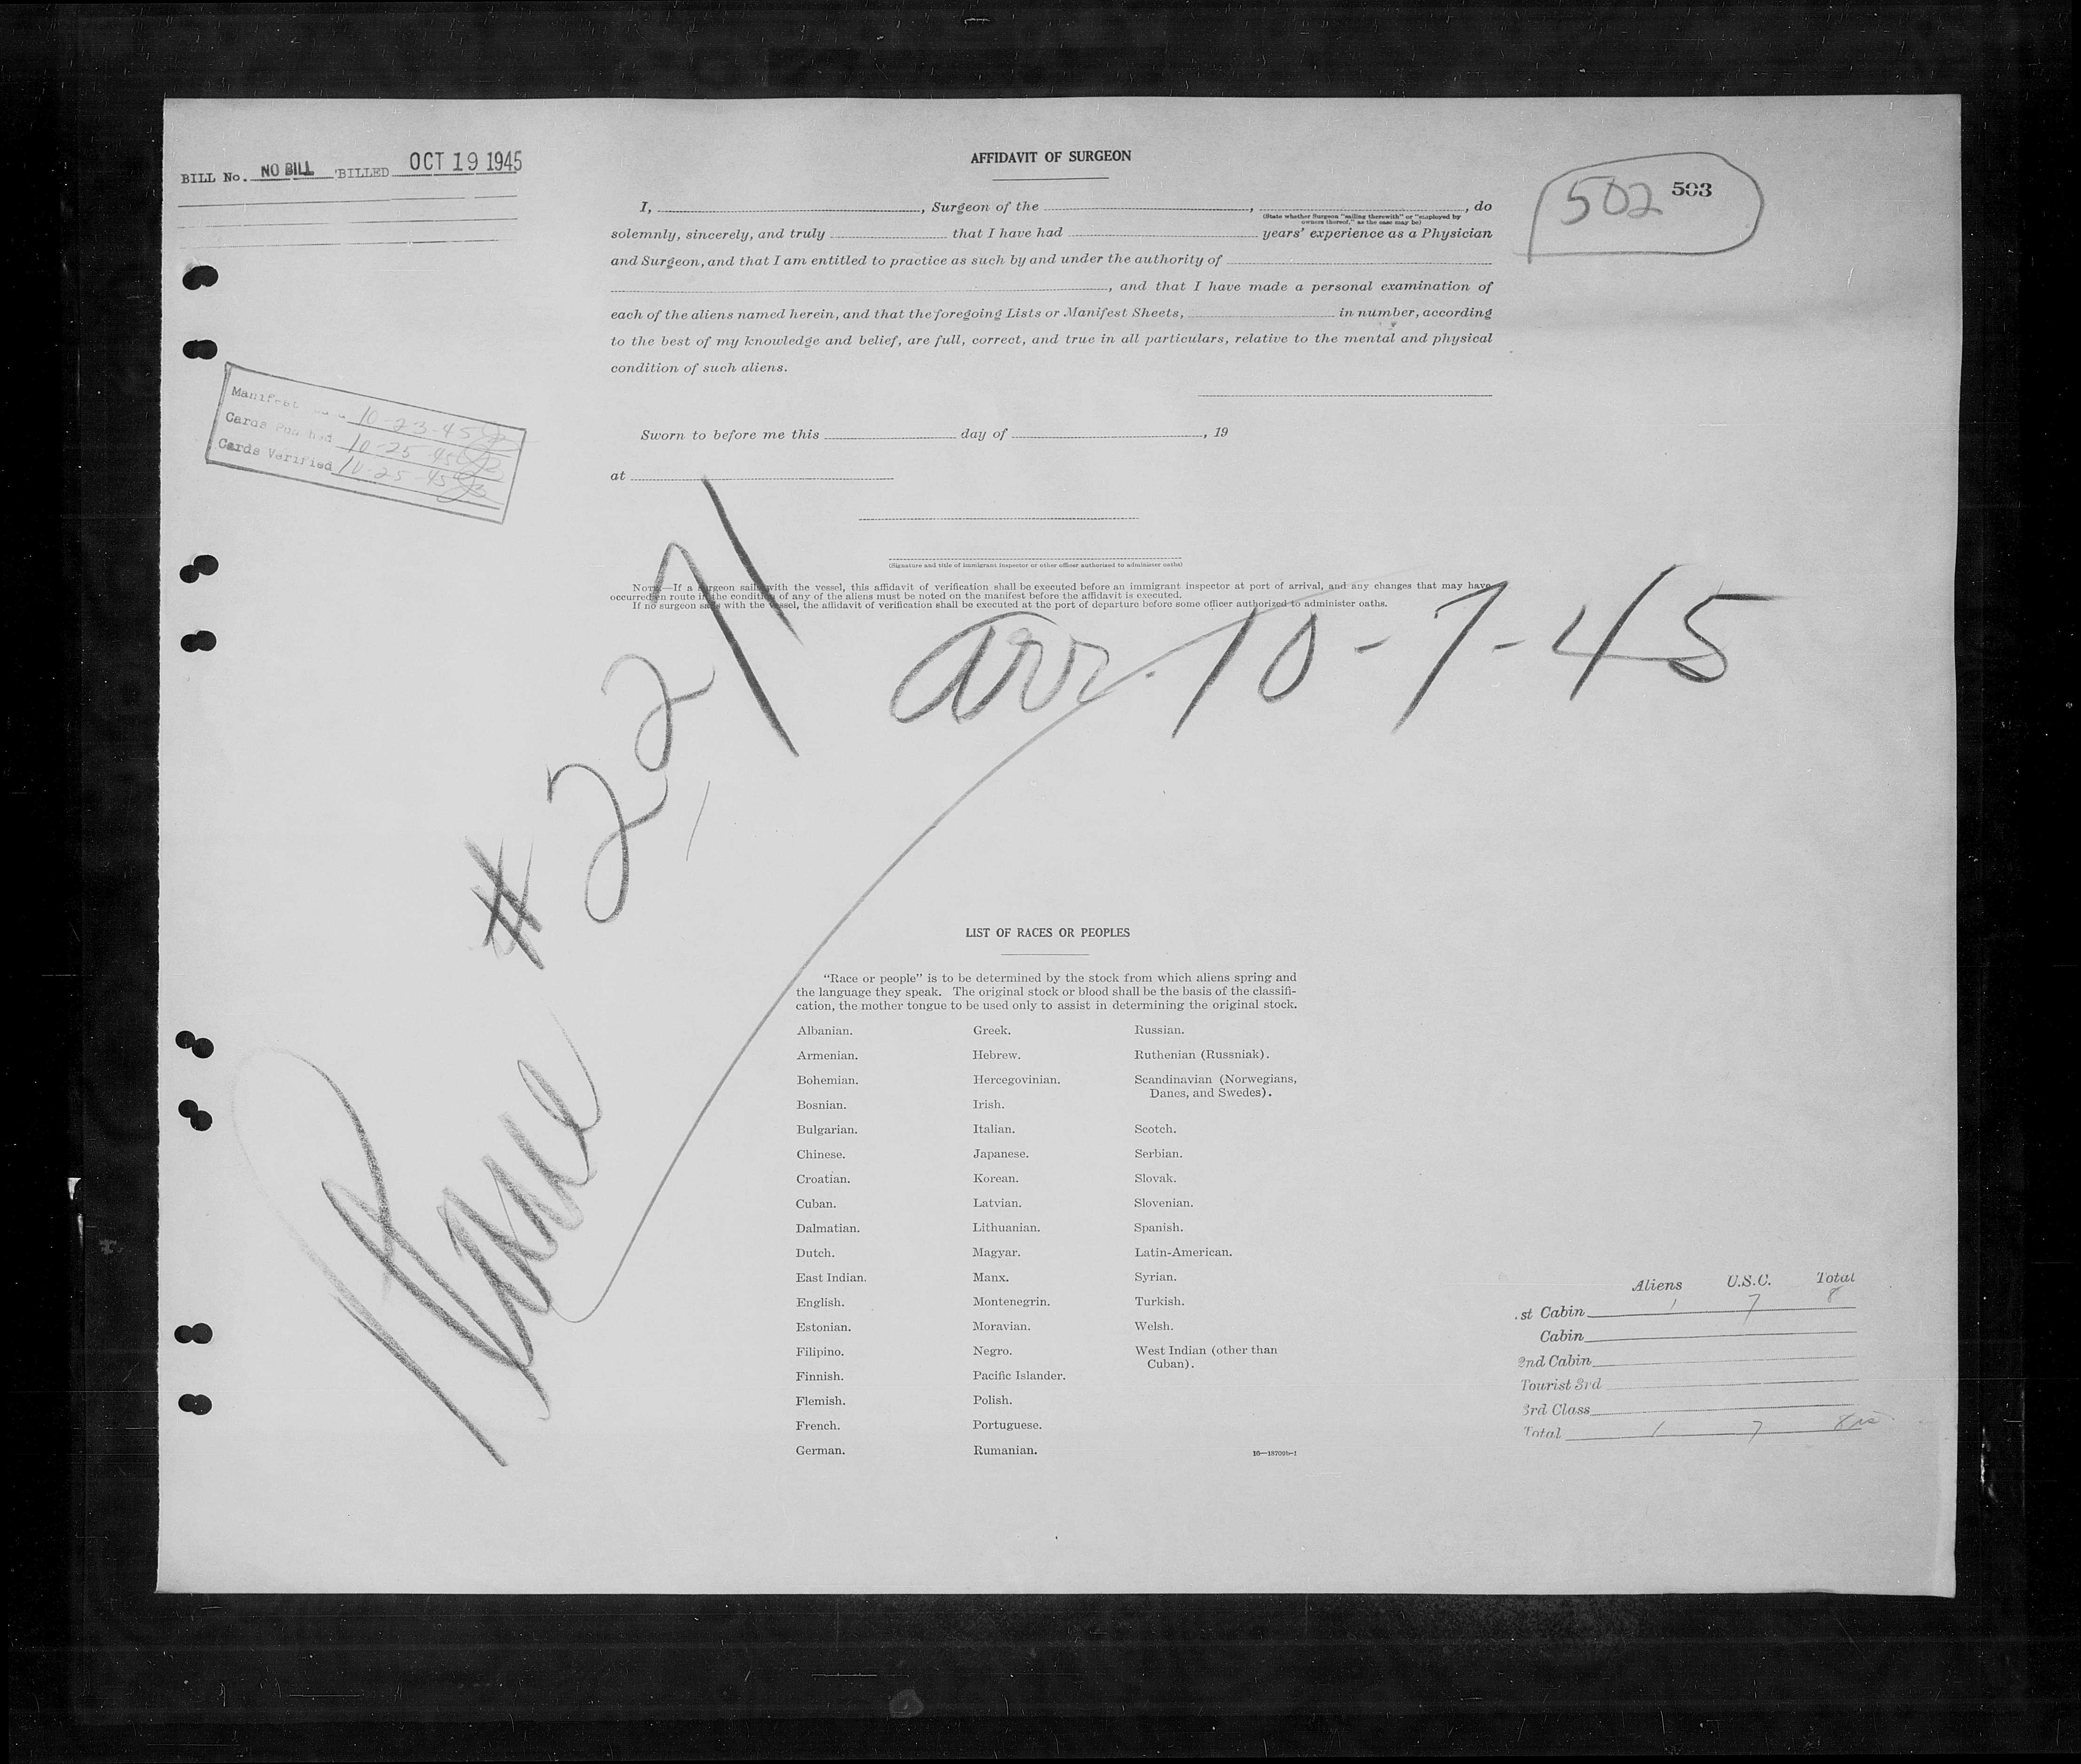 BILL No. NO BILL BILLED OCT 19 1945
AFFIDAVIT OF SURGEON
502 503
I, , Surgeon of the , , do
(State whether Surgeon "sailing therewith" or "employed by
owners thereof," as the case may be)
solemnly, sincerely, and truly that I have had years' experience as a Physician
and Surgeon, and that I am entitled to practice as such by and under the authority of
, and that I have made a personal examination of
each of the aliens named herein, and that the foregoing Lists or Manifest Sheets, in number, according
to the best of my knowledge and belief, are full, correct, and true in all particulars, relative to the mental and physical
condition of such aliens.
Manifest 10-23-45
Cards Punched 10-25-45
Cards Verified 10-25-45
Sworn to before me this day of , 19
at
(Signature and title of immigrant inspector or other officer authorized to administer oaths)
NOTE.—If a surgeon sails with the vessel, this affidavit of verification shall be executed before an immigrant inspector at port of arrival, and any changes that may have
occurred en route in the condition of any of the aliens must be noted on the manifest before the affidavit is executed.
If no surgeon sails with the vessel, the affidavit of verification shall be executed at the port of departure before some officer authorized to administer oaths.
arr. 10-7-45
Plane #2271
LIST OF RACES OR PEOPLES
"Race or people" is to be determined by the stock from which aliens spring and
the language they speak. The original stock or blood shall be the basis of the classifi-
cation, the mother tongue to be used only to assist in determining the original stock.
Albanian. Greek. Russian.
Armenian. Hebrew. Ruthenian (Russniak).
Bohemian. Hercegovinian. Scandinavian (Norwegians,
Danes, and Swedes).
Bosnian. Irish.
Bulgarian. Italian. Scotch.
Chinese. Japanese. Serbian.
Croatian. Korean. Slovak.
Cuban. Latvian. Slovenian.
Dalmatian. Lithuanian. Spanish.
Dutch. Magyar. Latin-American.
East Indian. Manx. Syrian.
English. Montenegrin. Turkish.
Estonian. Moravian. Welsh.
Filipino. Negro. West Indian (other than
Cuban).
Finnish. Pacific Islander.
Flemish. Polish.
French. Portuguese.
German. Rumanian.
16—18709b-1
Aliens U.S.C. Total
st Cabin 1 7 8
Cabin
2nd Cabin
Tourist 3rd
3rd Class
Total 1 7 8